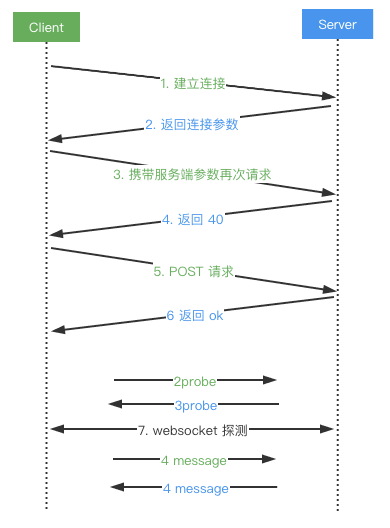 Client
Server
1. 建立连接
2. 返回连接参数
3. 携带服务端参数再次请求
4. 返回 40
5. POST 请求
6 返回 ok
2probe
3probe
7. websocket 探测
4 message
4 message